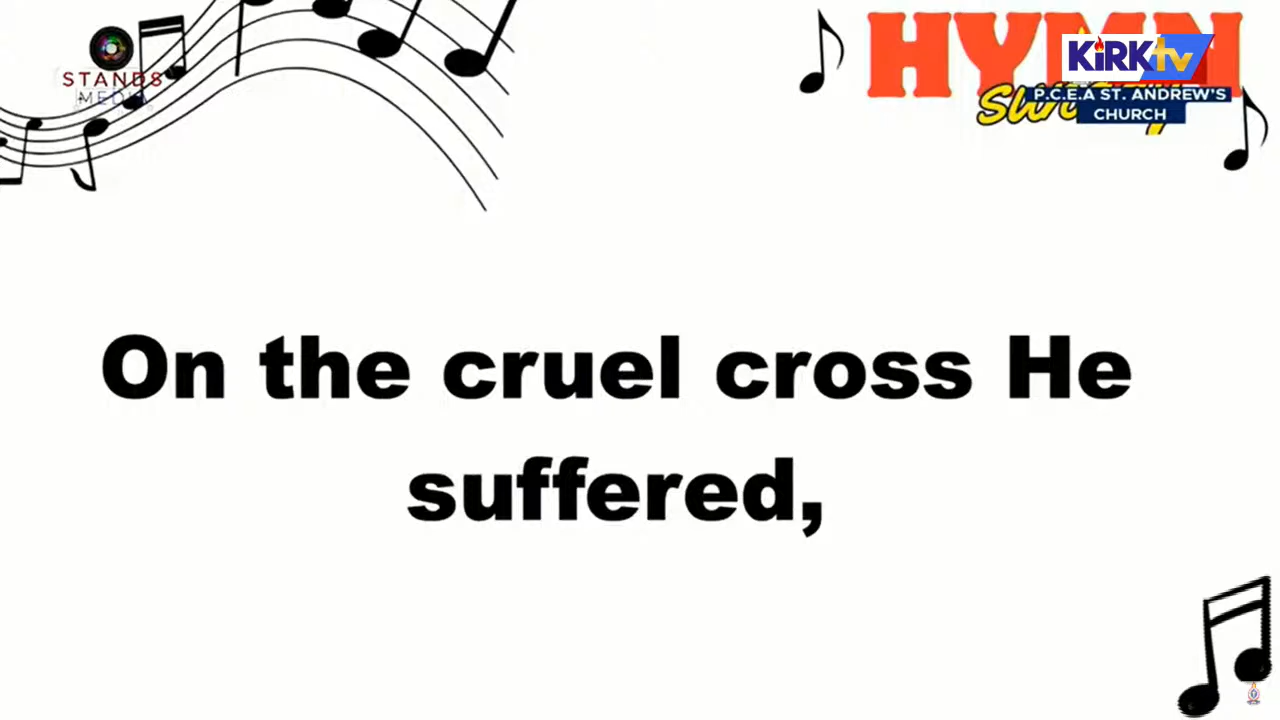 STANDS
MEDIA
HYMN
KiRKtv
P.C.E.A ST. ANDREW'S
CHURCH
On the cruel cross He
suffered,